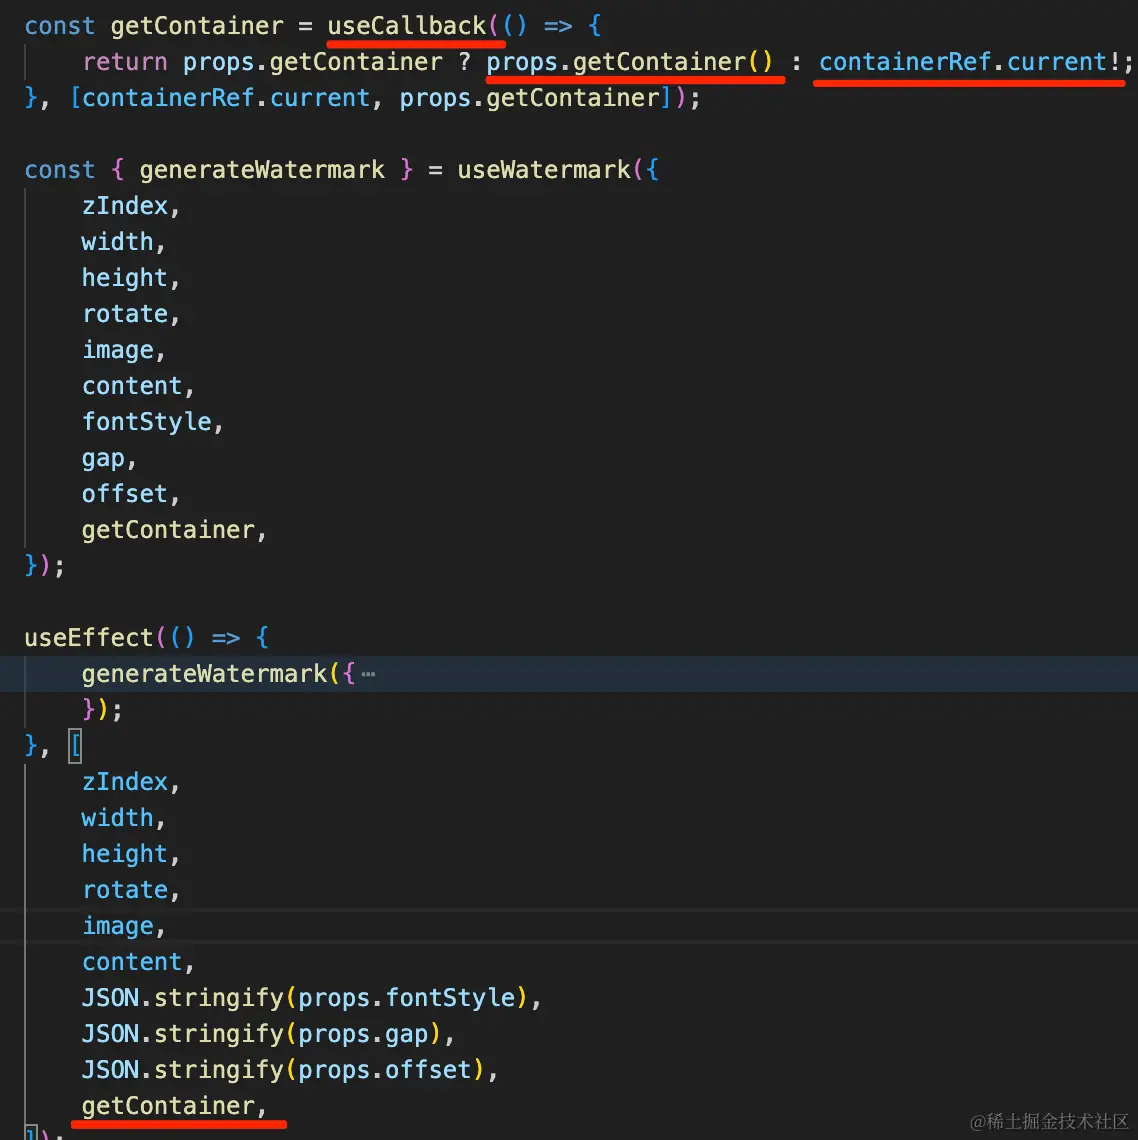 const getContainer = useCallback(() => {
    return props.getContainer ? props.getContainer() : containerRef.current!;
}, [containerRef.current, props.getContainer]);

const { generateWatermark } = useWatermark({
    zIndex,
    width,
    height,
    rotate,
    image,
    content,
    fontStyle,
    gap,
    offset,
    getContainer,
});

useEffect(() => {
    generateWatermark({⋯
    });
}, [
    zIndex,
    width,
    height,
    rotate,
    image,
    content,
    JSON.stringify(props.fontStyle),
    JSON.stringify(props.gap),
    JSON.stringify(props.offset),
    getContainer,
]);
@稀土掘金技术社区